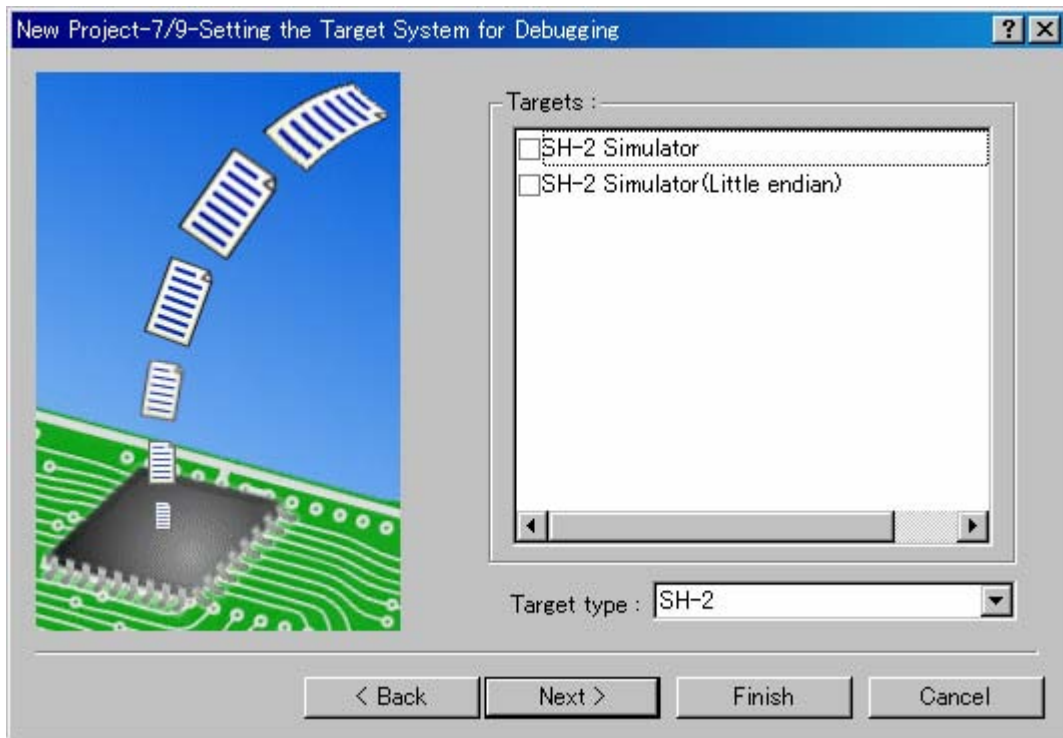 New Project-7/9-Setting the Target System for Debugging
Targets :
SH-2 Simulator
SH-2 Simulator(Little endian)
Target type : SH-2
< Back
Next >
Finish
Cancel